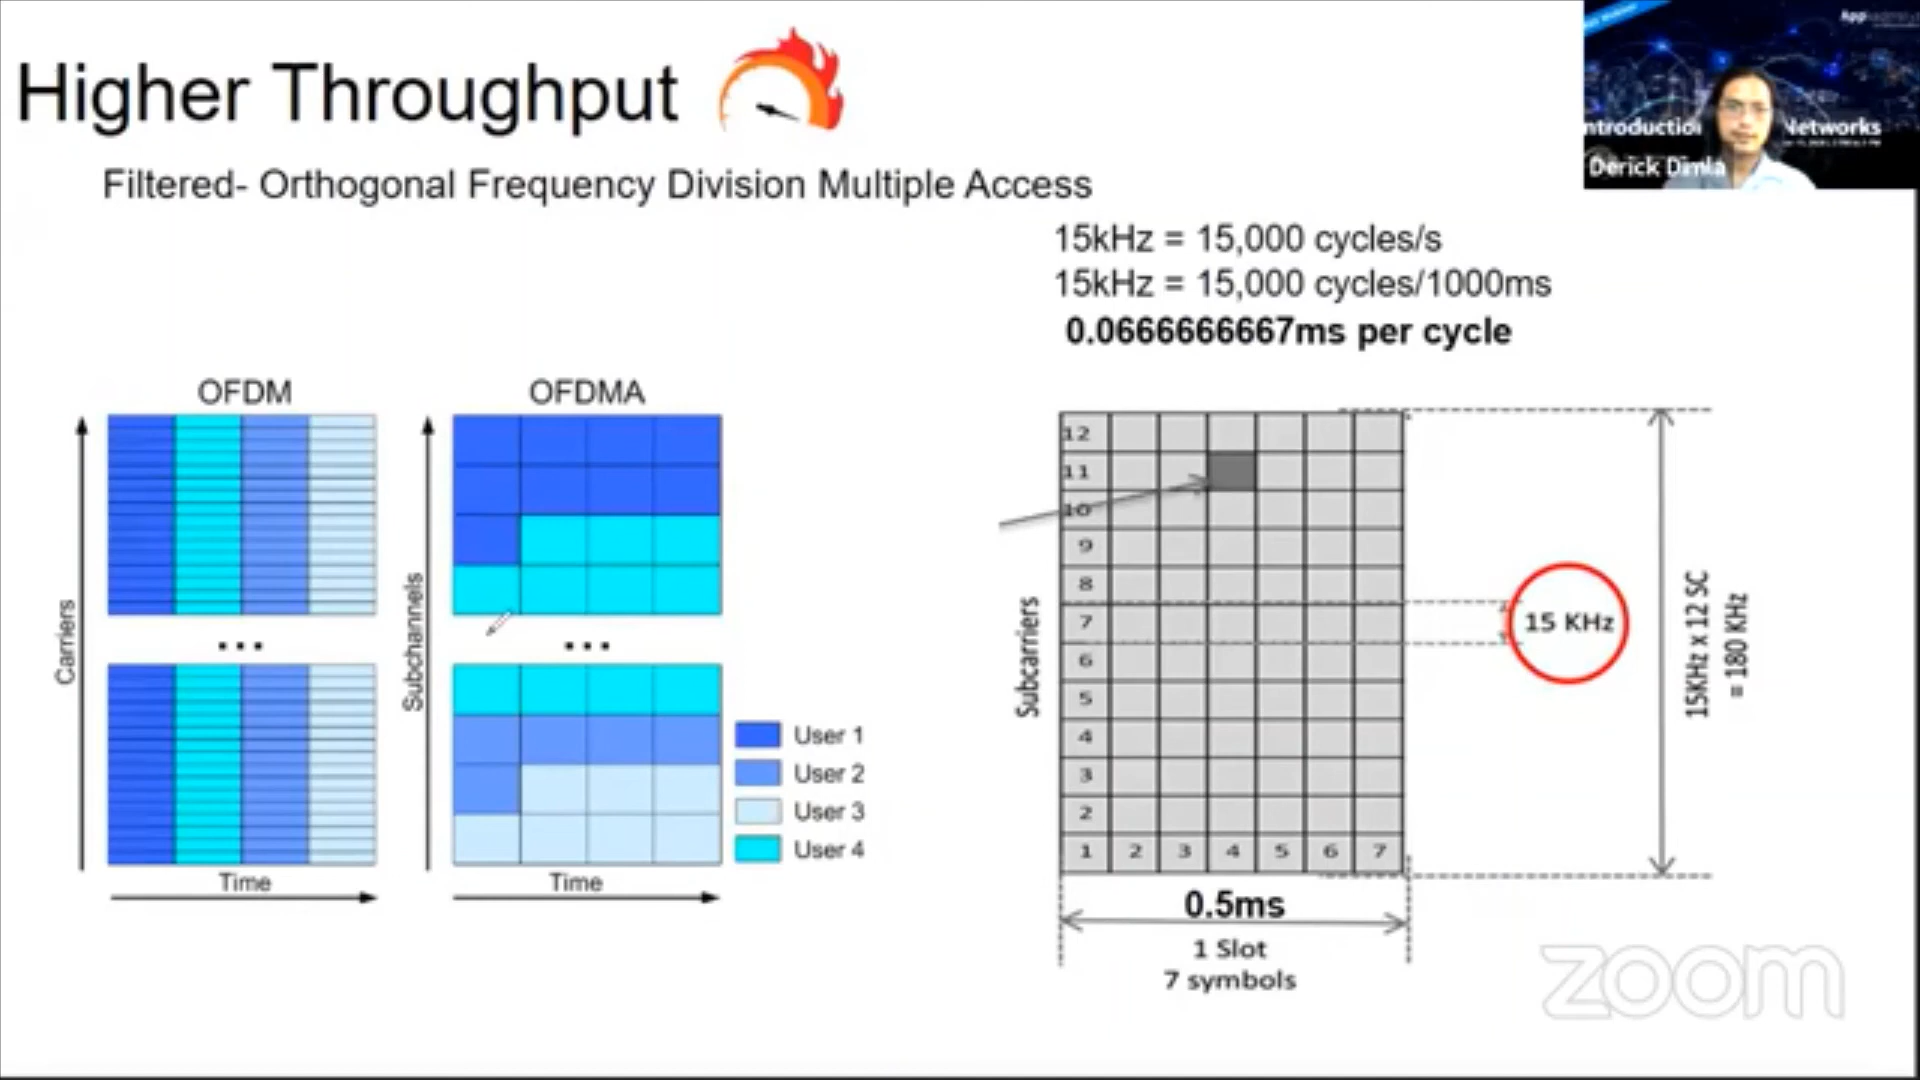 Higher Throughput
Filtered- Orthogonal Frequency Division Multiple Access
15kHz = 15,000 cycles/s
15kHz = 15,000 cycles/1000ms
0.0666666667ms per cycle
OFDM
Carriers
Time
OFDMA
Subchannels
Time
User 1
User 2
User 3
User 4
Subcarriers
12
11
10
9
8
7
6
5
4
3
2
1 2 3 4 5 6 7
15 KHz
15KHz x 12 SC
= 180 KHz
0.5ms
1 Slot
7 symbols
Networks
Derick Dimla
zoom